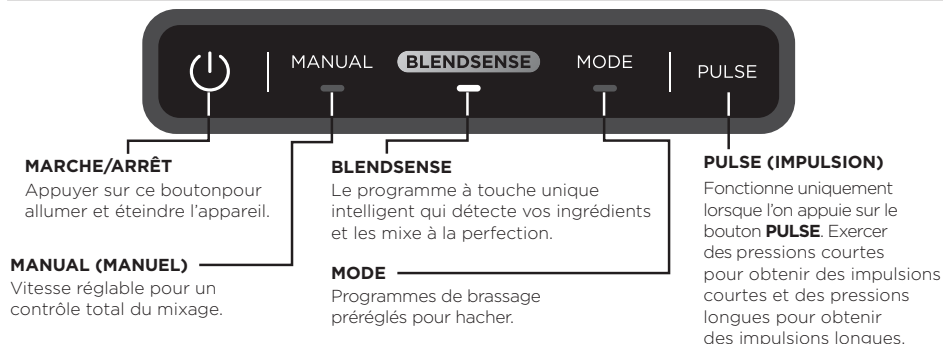 MANUAL
BLENDSENSE
MODE
PULSE
MARCHE/ARRÊT
Appuyer sur ce boutonpour
allumer et éteindre l’appareil.
MANUAL (MANUEL)
Vitesse réglable pour un
contrôle total du mixage.
BLENDSENSE
Le programme à touche unique
intelligent qui détecte vos ingrédients
et les mixe à la perfection.
MODE
Programmes de brassage
préréglés pour hacher.
PULSE (IMPULSION)
Fonctionne uniquement
lorsque l’on appuie sur le
bouton PULSE. Exercer
des pressions courtes
pour obtenir des impulsions
courtes et des pressions
longues pour obtenir
des impulsions longues.